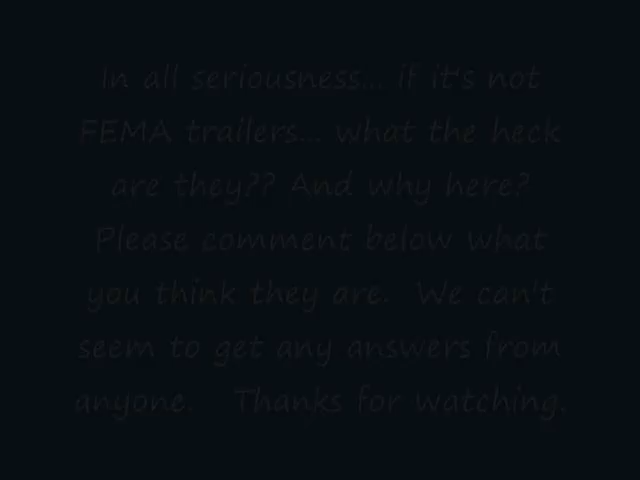 In all seriousness... if it's not
FEMA trailers... what the heck
are they?? And why here?
Please comment below what
you think they are. We can't
seem to get any answers from
anyone. Thanks for watching.